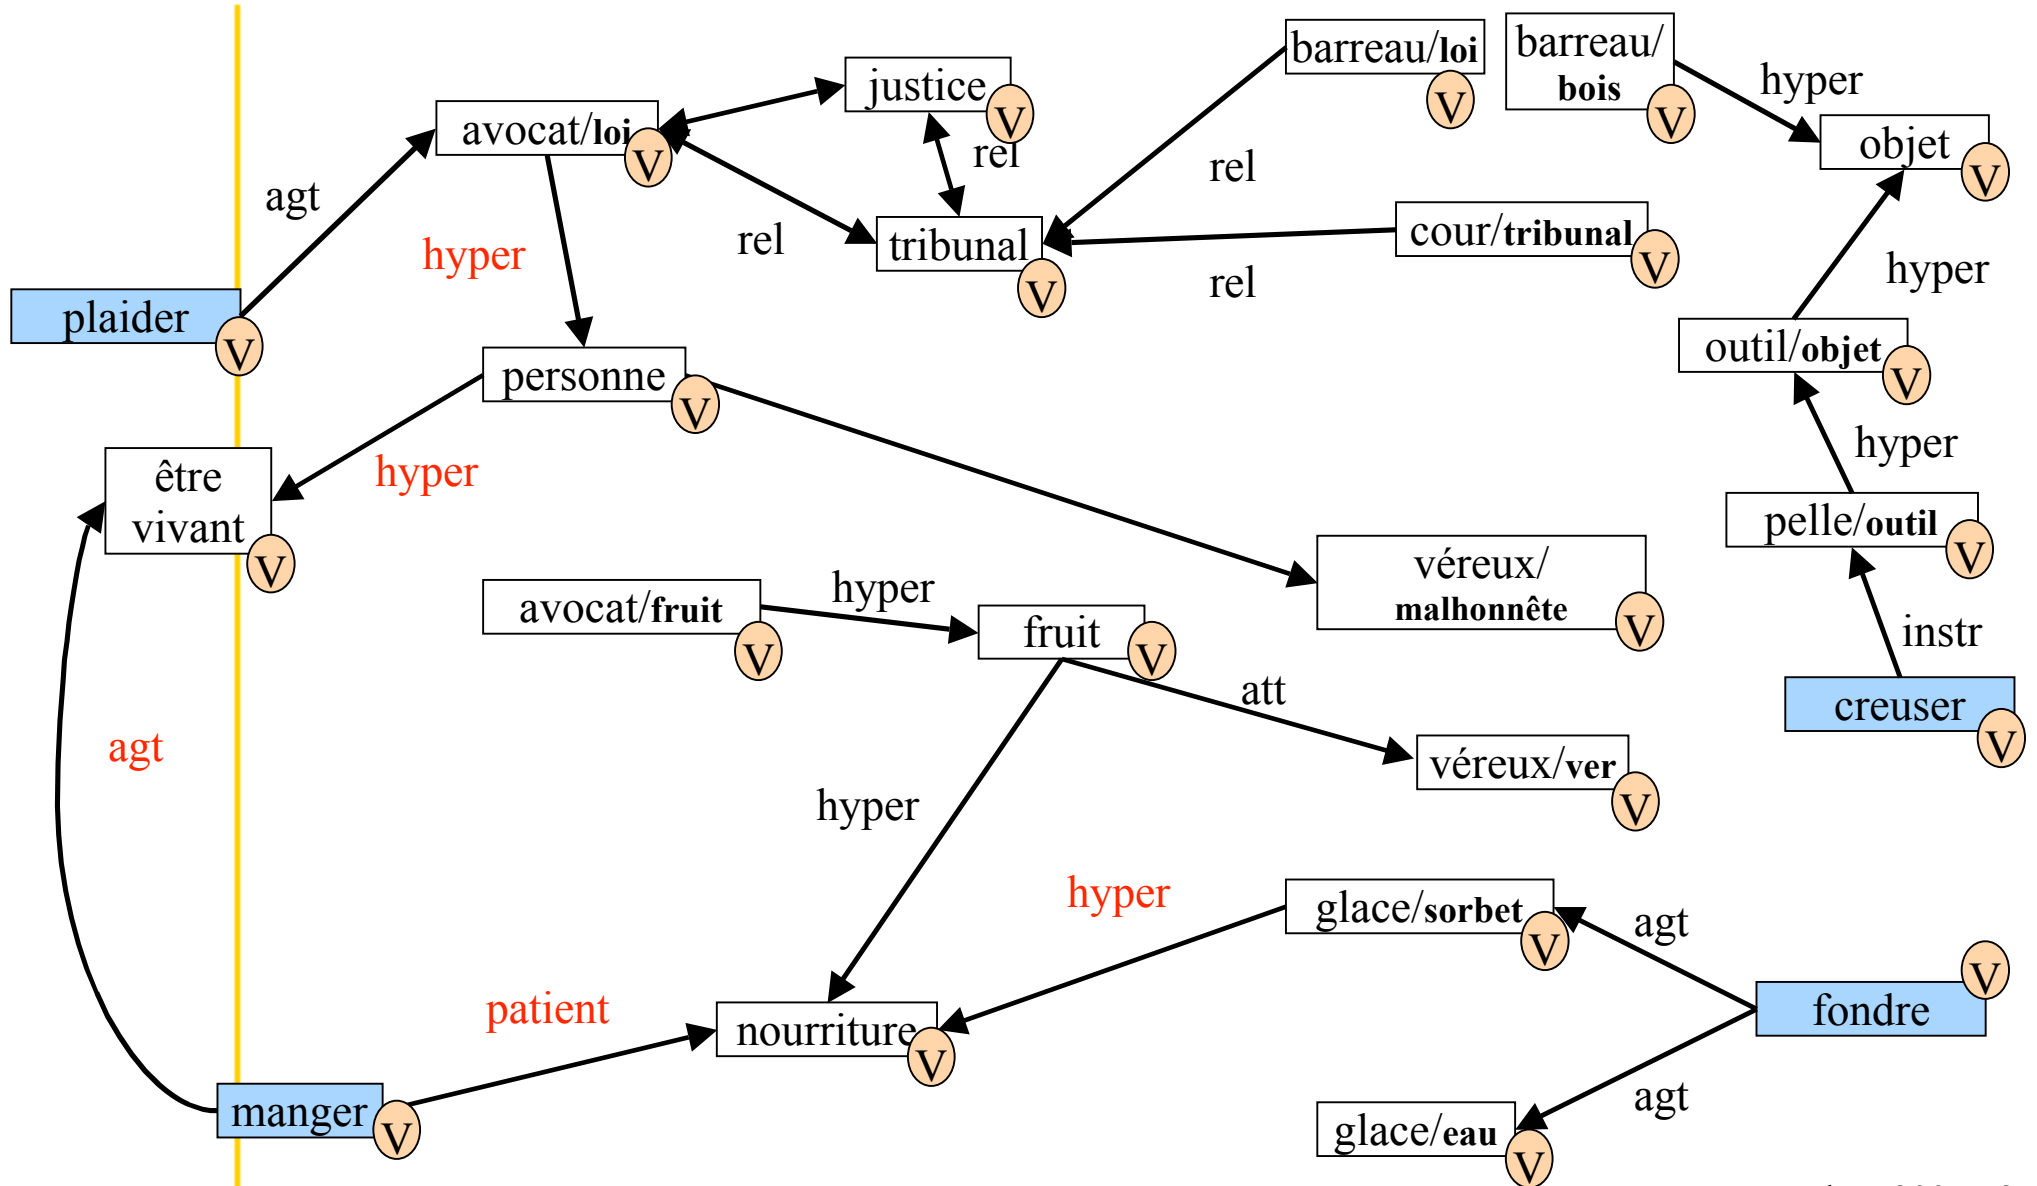 barreau/loi
V
barreau/
bois
V
hyper
justice
V
avocat/loi
V
objet
V
rel
rel
agt
hyper
rel
tribunal
V
cour/tribunal
V
rel
hyper
plaider
V
outil/objet
V
personne
V
hyper
hyper
être
vivant
V
pelle/outil
V
véreux/
malhonnête
V
avocat/fruit
V
hyper
fruit
V
instr
att
creuser
V
agt
véreux/ver
V
hyper
hyper
glace/sorbet
V
agt
V
fondre
patient
nourriture
V
manger
V
agt
glace/eau
V